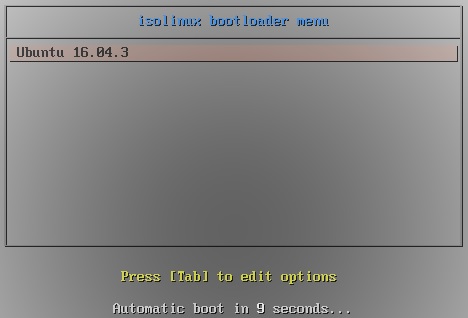 isolinux bootloader menu
Ubuntu 16.04.3
Press [Tab] to edit options
Automatic boot in 9 seconds...